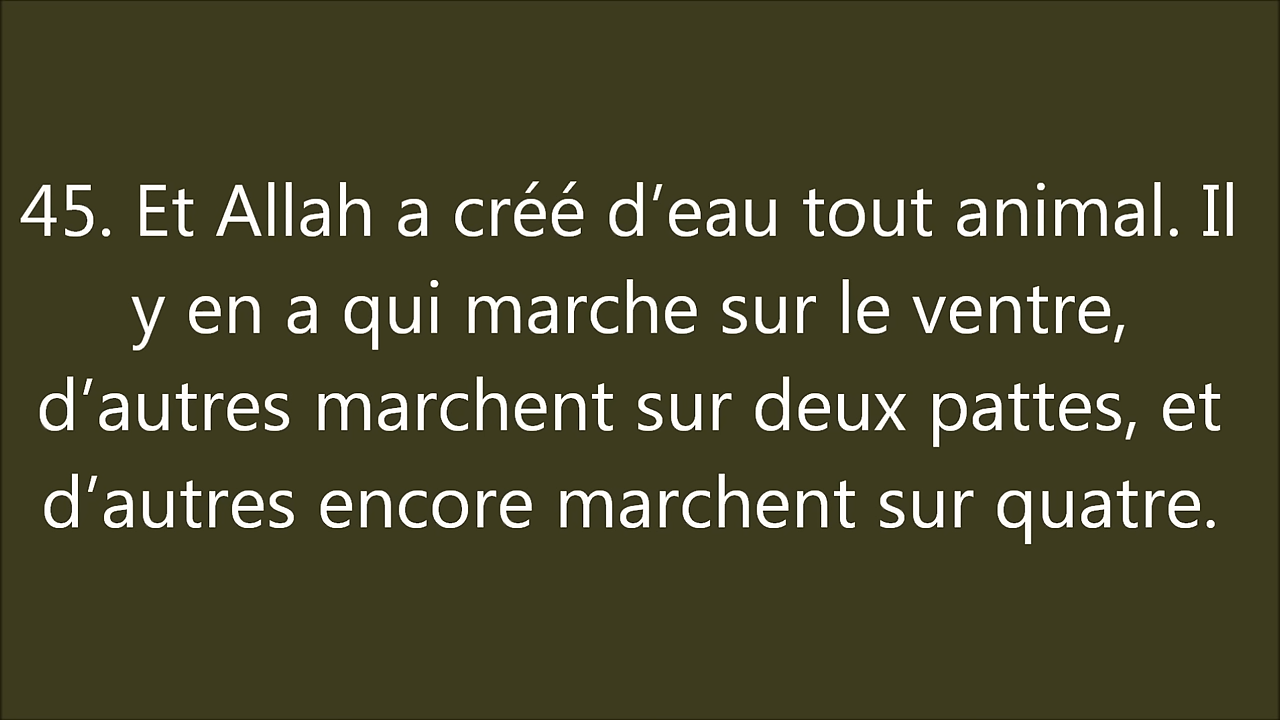 45. Et Allah a créé d’eau tout animal. Il
y en a qui marche sur le ventre,
d’autres marchent sur deux pattes, et
d’autres encore marchent sur quatre.